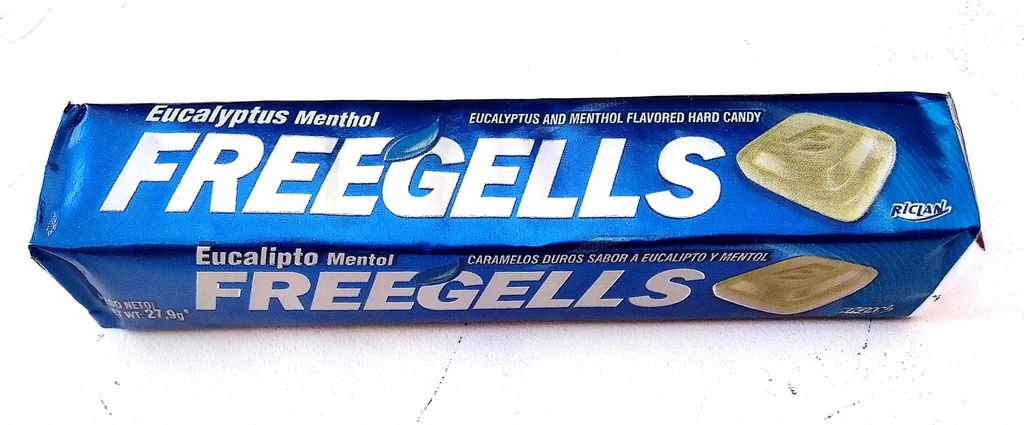 Eucalyptus Menthol
EUCALYPTUS AND MENTHOL FLAVORED HARD CANDY
FREEGELLS
RICLAN
Eucalipto Mentol
CARAMELOS DUROS SABOR A EUCALIPTO Y MENTOL
FREEGELLS
NETO/
WT. 27.9g